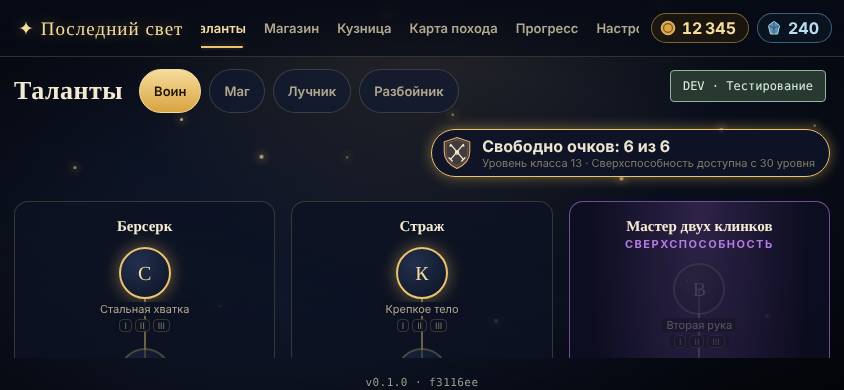 ✦ Последний свет
аланты Магазин Кузница Карта похода Прогресс Настро
12 345 240
Таланты Воин Маг Лучник Разбойник
DEV · Тестирование
Свободно очков: 6 из 6
Уровень класса 13 · Сверхспособность доступна с 30 уровня
Берсерк Страж Мастер двух клинков
СВЕРХСПОСОБНОСТЬ
С К В
Стальная хватка Крепкое тело Вторая рука
I II III I II III I II III
v0.1.0 · f3116ee